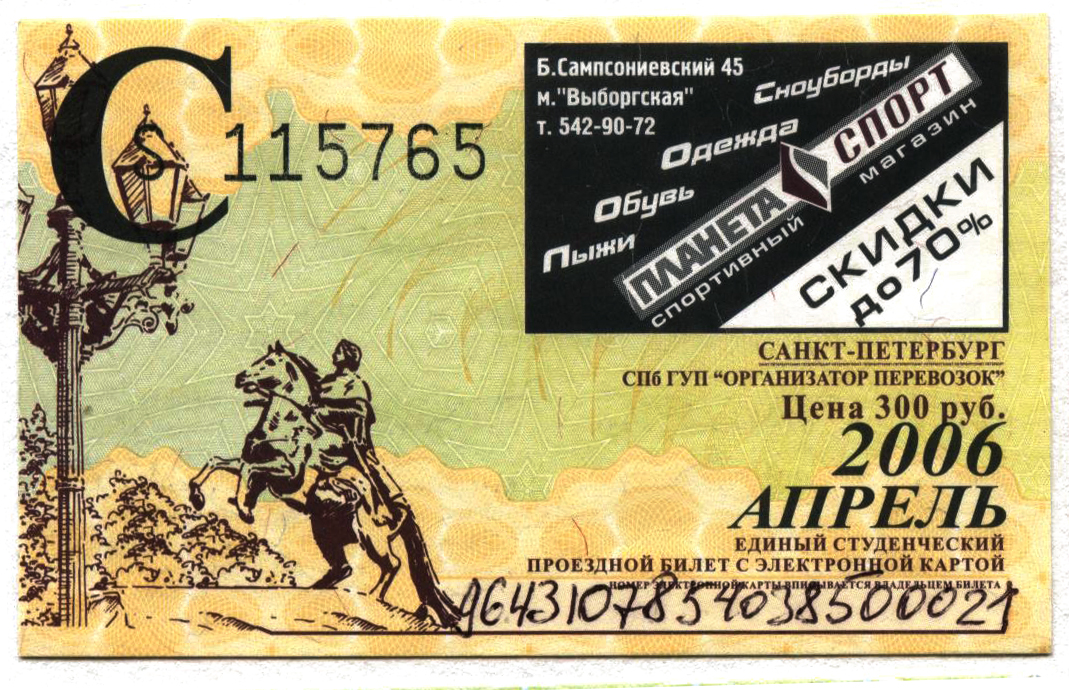 С
S 115765
Б.Сампсониевский 45
м."Выборгская"
т. 542-90-72
Сноуборды
Одежда
Обувь
Лыжи
ПЛАНЕТА СПОРТ
спортивный магазин
СКИДКИ
до 70%
САНКТ-ПЕТЕРБУРГ
СПб ГУП “ОРГАНИЗАТОР ПЕРЕВОЗОК”
Цена 300 руб.
2006
АПРЕЛЬ
ЕДИНЫЙ СТУДЕНЧЕСКИЙ
ПРОЕЗДНОЙ БИЛЕТ С ЭЛЕКТРОННОЙ КАРТОЙ
НОМЕР ЭЛЕКТРОННОЙ КАРТЫ ВПИСЫВАЕТСЯ ВЛАДЕЛЬЦЕМ БИЛЕТА
9643107854038500021